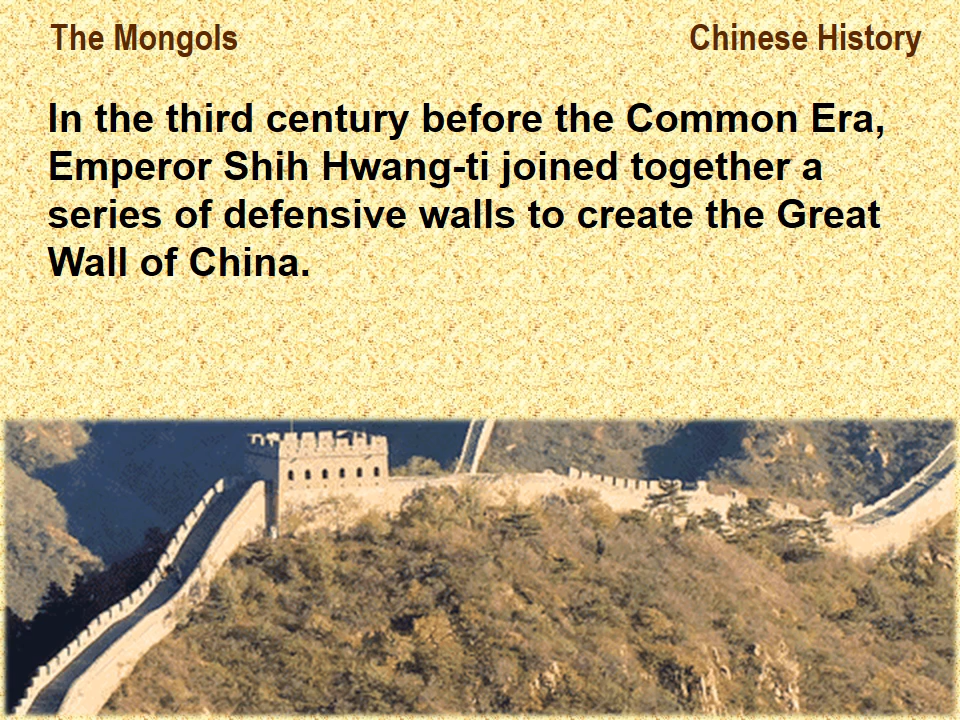 The Mongols
Chinese History
In the third century before the Common Era,
Emperor Shih Hwang-ti joined together a
series of defensive walls to create the Great
Wall of China.